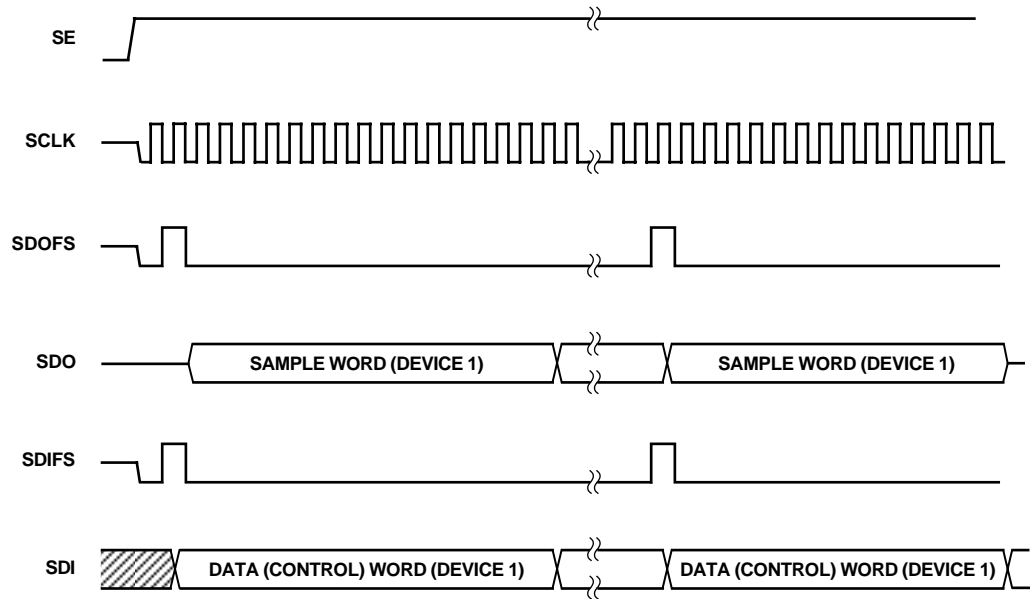 SE
SCLK
SDOFS
SDO
SAMPLE WORD (DEVICE 1)
SAMPLE WORD (DEVICE 1)
SDIFS
SDI
DATA (CONTROL) WORD (DEVICE 1)
DATA (CONTROL) WORD (DEVICE 1)